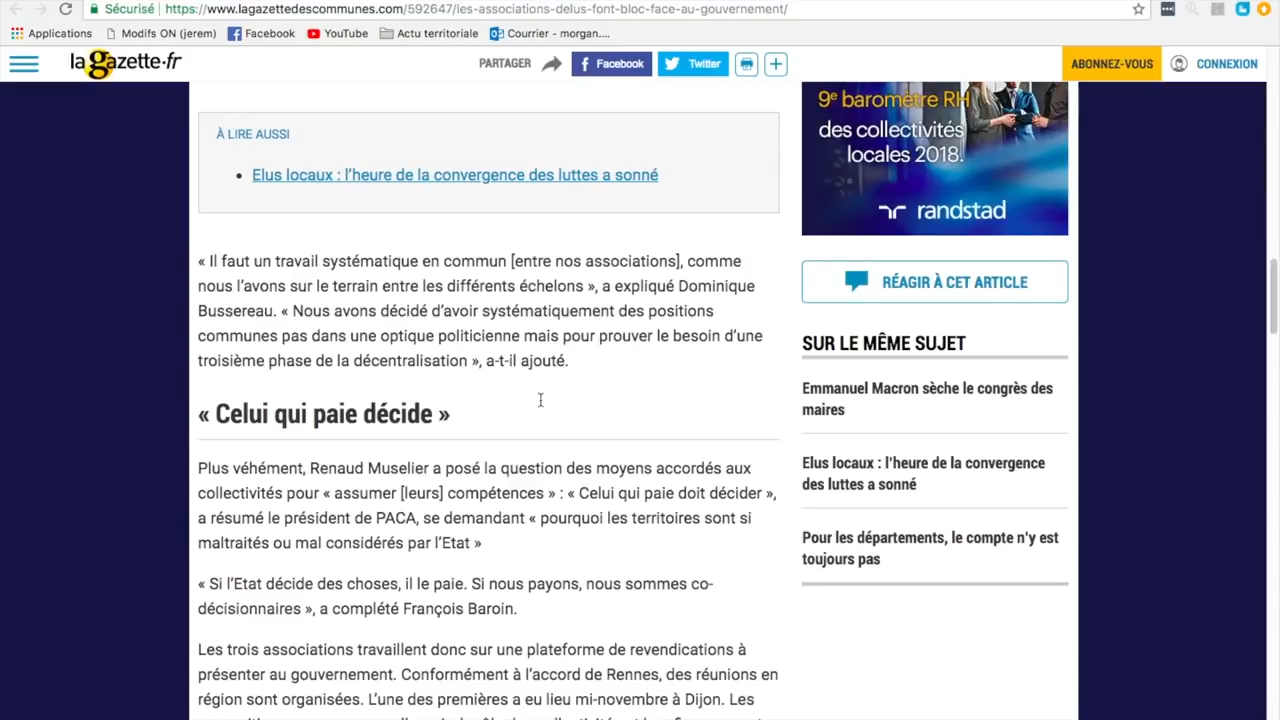 Sécurisé https://www.lagazettedescommunes.com/592647/les-associations-delus-font-bloc-face-au-gouvernement/
Applications Modifs ON (jerem) Facebook YouTube Actu territoriale Courrier - morgan....
la gazette.fr PARTAGER Facebook Twitter ABONNEZ-VOUS CONNEXION
À LIRE AUSSI
• Elus locaux : l'heure de la convergence des luttes a sonné
« Il faut un travail systématique en commun [entre nos associations], comme
nous l'avons sur le terrain entre les différents échelons », a expliqué Dominique
Bussereau. « Nous avons décidé d'avoir systématiquement des positions
communes pas dans une optique politicienne mais pour prouver le besoin d'une
troisième phase de la décentralisation », a-t-il ajouté.
« Celui qui paie décide »
Plus véhément, Renaud Muselier a posé la question des moyens accordés aux
collectivités pour « assumer [leurs] compétences » : « Celui qui paie doit décider »,
a résumé le président de PACA, se demandant « pourquoi les territoires sont si
maltraités ou mal considérés par l'Etat »
« Si l'Etat décide des choses, il le paie. Si nous payons, nous sommes co-
décisionnaires », a complété François Baroin.
Les trois associations travaillent donc sur une plateforme de revendications à
présenter au gouvernement. Conformément à l'accord de Rennes, des réunions en
région sont organisées. L'une des premières a eu lieu mi-novembre à Dijon. Les
9e baromètre RH
des collectivités
locales 2018.
randstad
RÉAGIR À CET ARTICLE
SUR LE MÊME SUJET
Emmanuel Macron sèche le congrès des
maires
Elus locaux : l'heure de la convergence
des luttes a sonné
Pour les départements, le compte n'y est
toujours pas